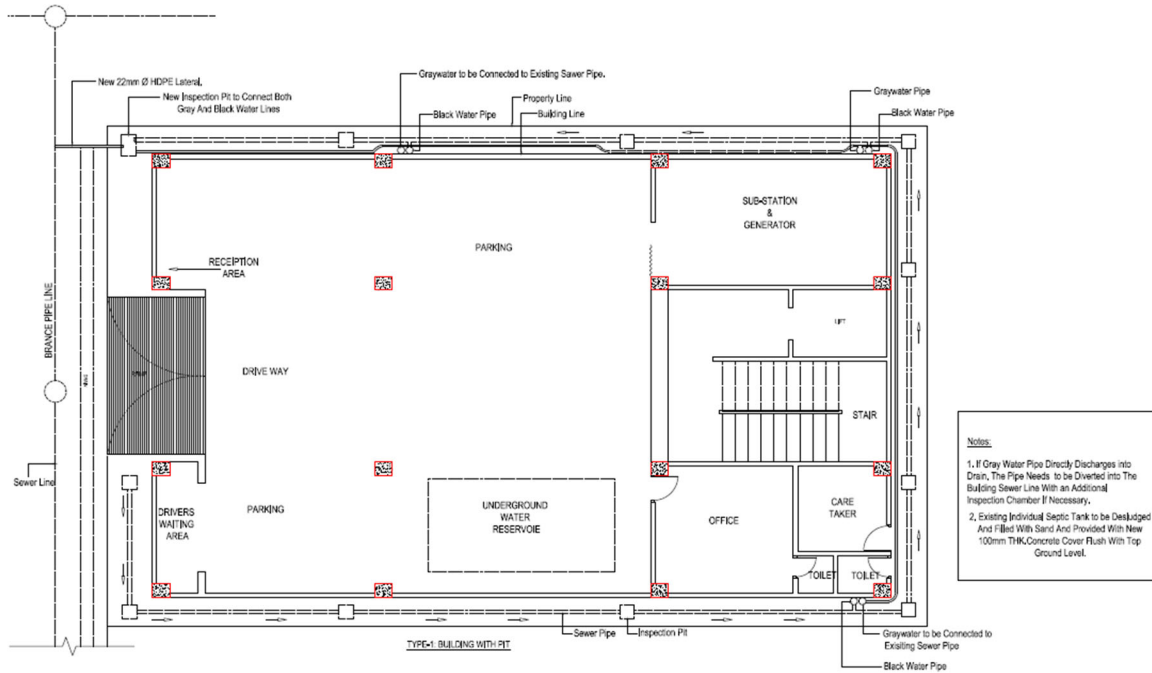 Graywater to be Connected to Existing Sawer Pipe.
New 22mm Ø HDPE Lateral.
New Inspection Pit to Connect Both
Gray And Black Water Lines
Property Line
Graywater Pipe
Black Water Pipe
Building Line
Black Water Pipe
SUB-STATION
&
GENERATOR
PARKING
RECEIPTION
AREA
BRANCE PIPE LINE
LIFT
RAMP
DRIVE WAY
STAIR
Sewer Line
DRIVERS
WAITING
AREA
PARKING
UNDERGROUND
WATER
RESERVOIE
OFFICE
CARE
TAKER
TOILET
TOILET
Sewer Pipe
Inspection Pit
TYPE-1: BUILDING WITH PIT
Graywater to be Connected to
Exisiting Sewer Pipe
Black Water Pipe
Notes:
1. If Gray Water Pipe Directly Discharges into
Drain, The Pipe Needs to be Diverted into The
Building Sewer Line With an Additional
Inspection Chamber If Necessary.
2. Existing Individual Septic Tank to be Desludged
And Filled With Sand And Provided With New
100mm THK.Concrete Cover Flush With Top
Ground Level.